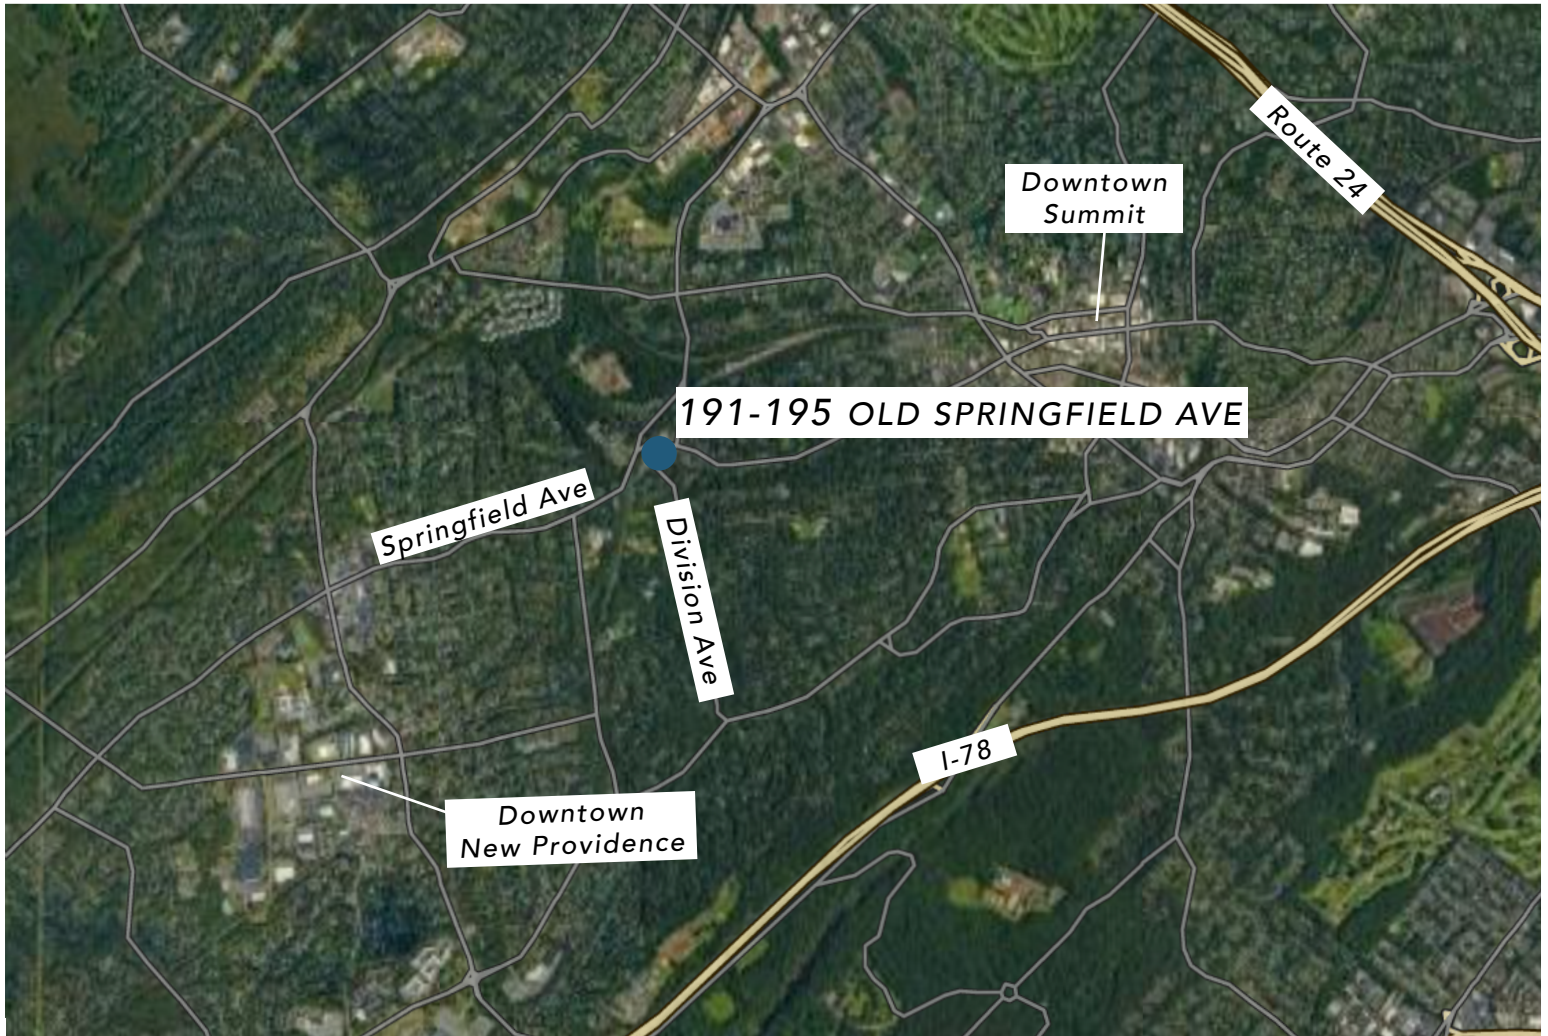 Route 24
Downtown
Summit
191-195 OLD SPRINGFIELD AVE
Springfield Ave
Division Ave
I-78
Downtown
New Providence